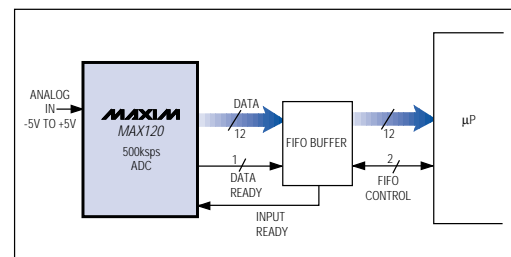 ANALOG
IN
-5V TO +5V
MAXIM
MAX120
500ksps
ADC
DATA
12
1
DATA
READY
INPUT
READY
FIFO BUFFER
12
2
FIFO
CONTROL
µP